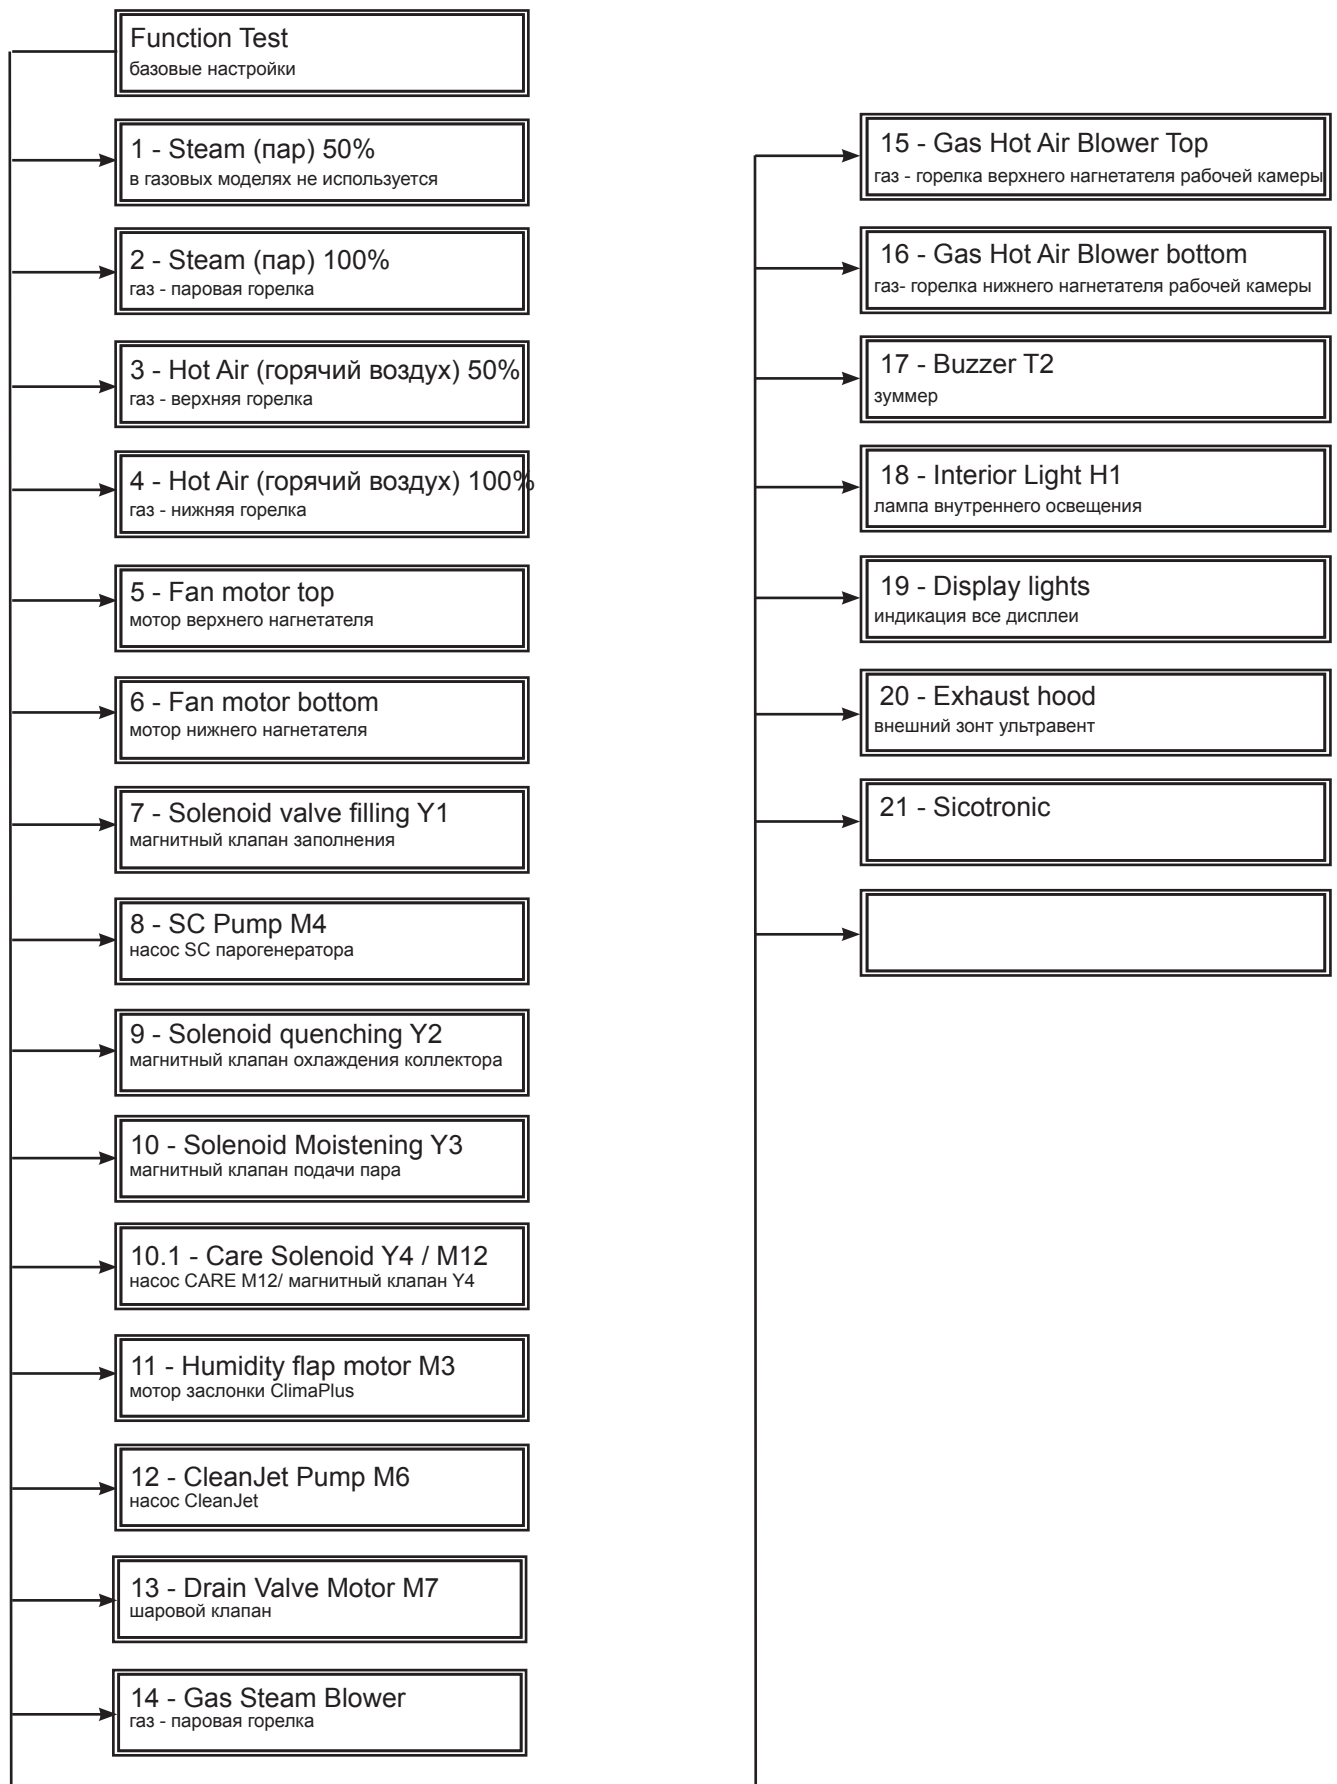 Function Test
базовые настройки
1 - Steam (пар) 50%
в газовых моделях не используется
2 - Steam (пар) 100%
газ - паровая горелка
3 - Hot Air (горячий воздух) 50%
газ - верхняя горелка
4 - Hot Air (горячий воздух) 100%
газ - нижняя горелка
5 - Fan motor top
мотор верхнего нагнетателя
6 - Fan motor bottom
мотор нижнего нагнетателя
7 - Solenoid valve filling Y1
магнитный клапан заполнения
8 - SC Pump M4
насос SC парогенератора
9 - Solenoid quenching Y2
магнитный клапан охлаждения коллектора
10 - Solenoid Moistening Y3
магнитный клапан подачи пара
10.1 - Care Solenoid Y4 / M12
насос CARE M12/ магнитный клапан Y4
11 - Humidity flap motor M3
мотор заслонки ClimaPlus
12 - CleanJet Pump M6
насос CleanJet
13 - Drain Valve Motor M7
шаровой клапан
14 - Gas Steam Blower
газ - паровая горелка
15 - Gas Hot Air Blower Top
газ - горелка верхнего нагнетателя рабочей камеры
16 - Gas Hot Air Blower bottom
газ- горелка нижнего нагнетателя рабочей камеры
17 - Buzzer T2
зуммер
18 - Interior Light H1
лампа внутреннего освещения
19 - Display lights
индикация все дисплеи
20 - Exhaust hood
внешний зонт ультравент
21 - Sicotronic